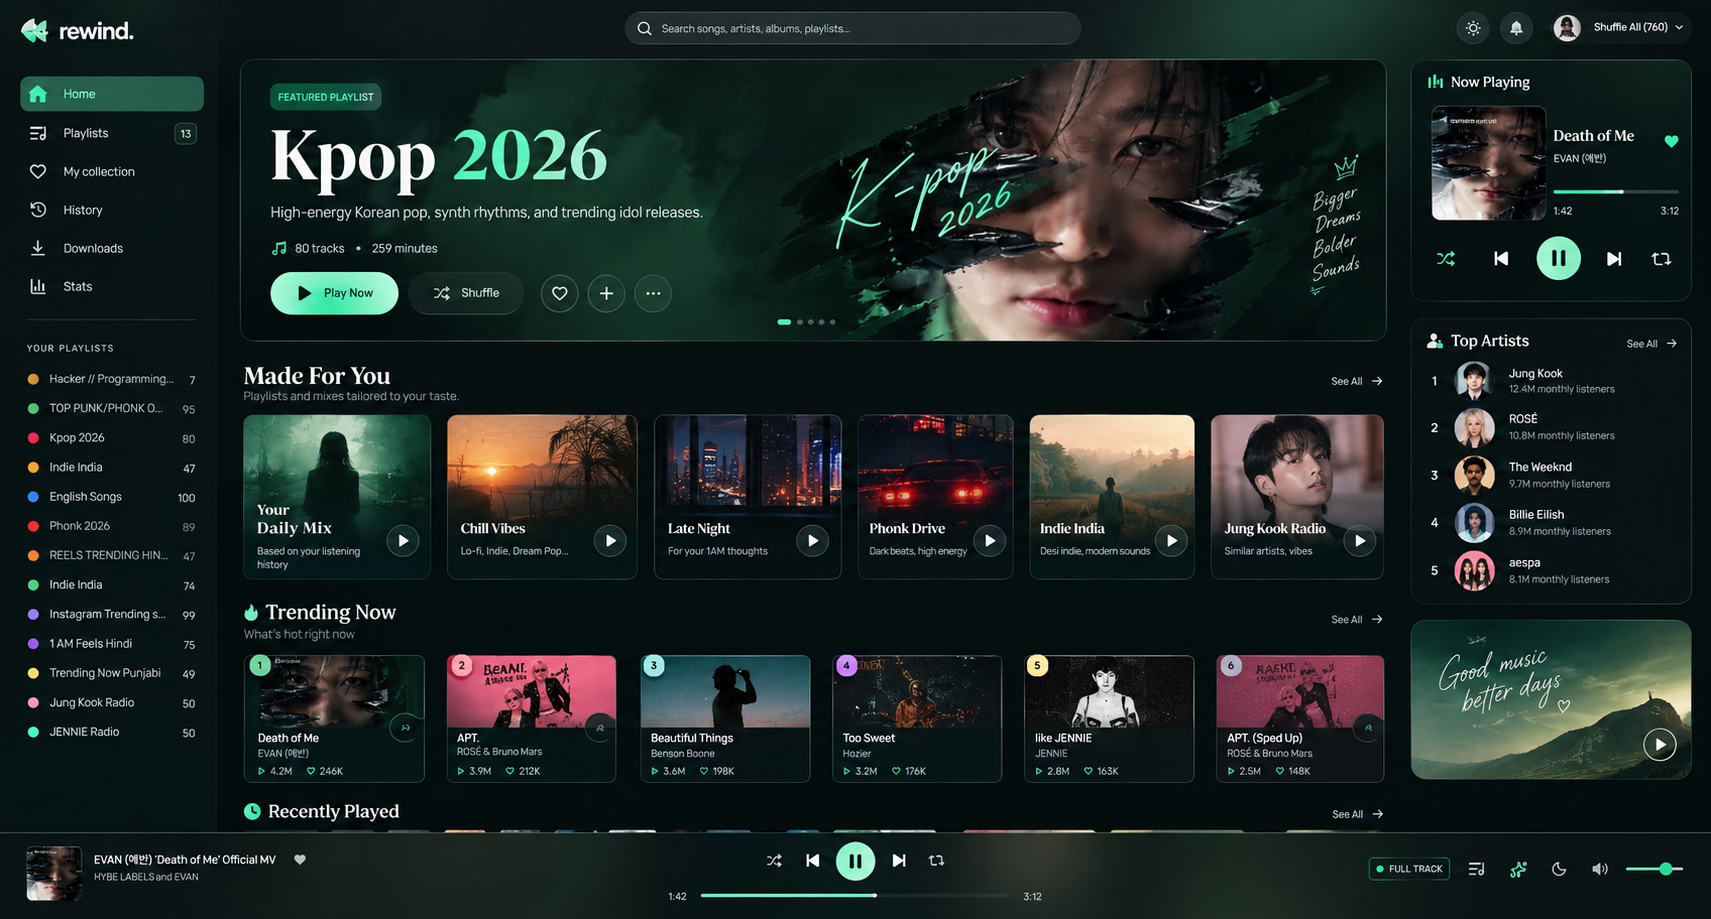 rewind.
Search songs, artists, albums, playlists...
Shuffle All (760)
Home
Playlists
13
My collection
History
Downloads
Stats
YOUR PLAYLISTS
Hacker // Programming... 7
TOP PUNK/PHONK O... 95
Kpop 2026 80
Indie India 47
English Songs 100
Phonk 2026 89
REELS TRENDING HIN... 47
Indie India 74
Instagram Trending s... 99
1 AM Feels Hindi 75
Trending Now Punjabi 49
Jung Kook Radio 50
JENNIE Radio 50
FEATURED PLAYLIST
Kpop 2026
High-energy Korean pop, synth rhythms, and trending idol releases.
80 tracks • 259 minutes
Play Now
Shuffle
K-pop
2026
Bigger
Dreams
Bolder
Sounds
Made For You
Playlists and mixes tailored to your taste.
See All
Your
Daily Mix
Based on your listening
history
Chill Vibes
Lo-fi, Indie, Dream Pop...
Late Night
For your 1AM thoughts
Phonk Drive
Dark beats, high energy
Indie India
Desi indie, modern sounds
Jung Kook Radio
Similar artists, vibes
Trending Now
What's hot right now
See All
1
Death of Me
EVAN (애반)
4.2M 246K
2
APT.
ROSÉ & Bruno Mars
3.9M 212K
3
Beautiful Things
Benson Boone
3.6M 198K
4
Too Sweet
Hozier
3.2M 176K
5
like JENNIE
JENNIE
2.8M 163K
6
APT. (Sped Up)
ROSÉ & Bruno Mars
2.5M 148K
Recently Played
See All
Now Playing
Death of Me
EVAN (애반)
1:42 3:12
Top Artists
See All
1
Jung Kook
12.4M monthly listeners
2
ROSÉ
10.8M monthly listeners
3
The Weeknd
9.7M monthly listeners
4
Billie Eilish
8.9M monthly listeners
5
aespa
8.1M monthly listeners
Good music
better days
EVAN (애반) 'Death of Me' Official MV
HYBE LABELS and EVAN
1:42 3:12
FULL TRACK